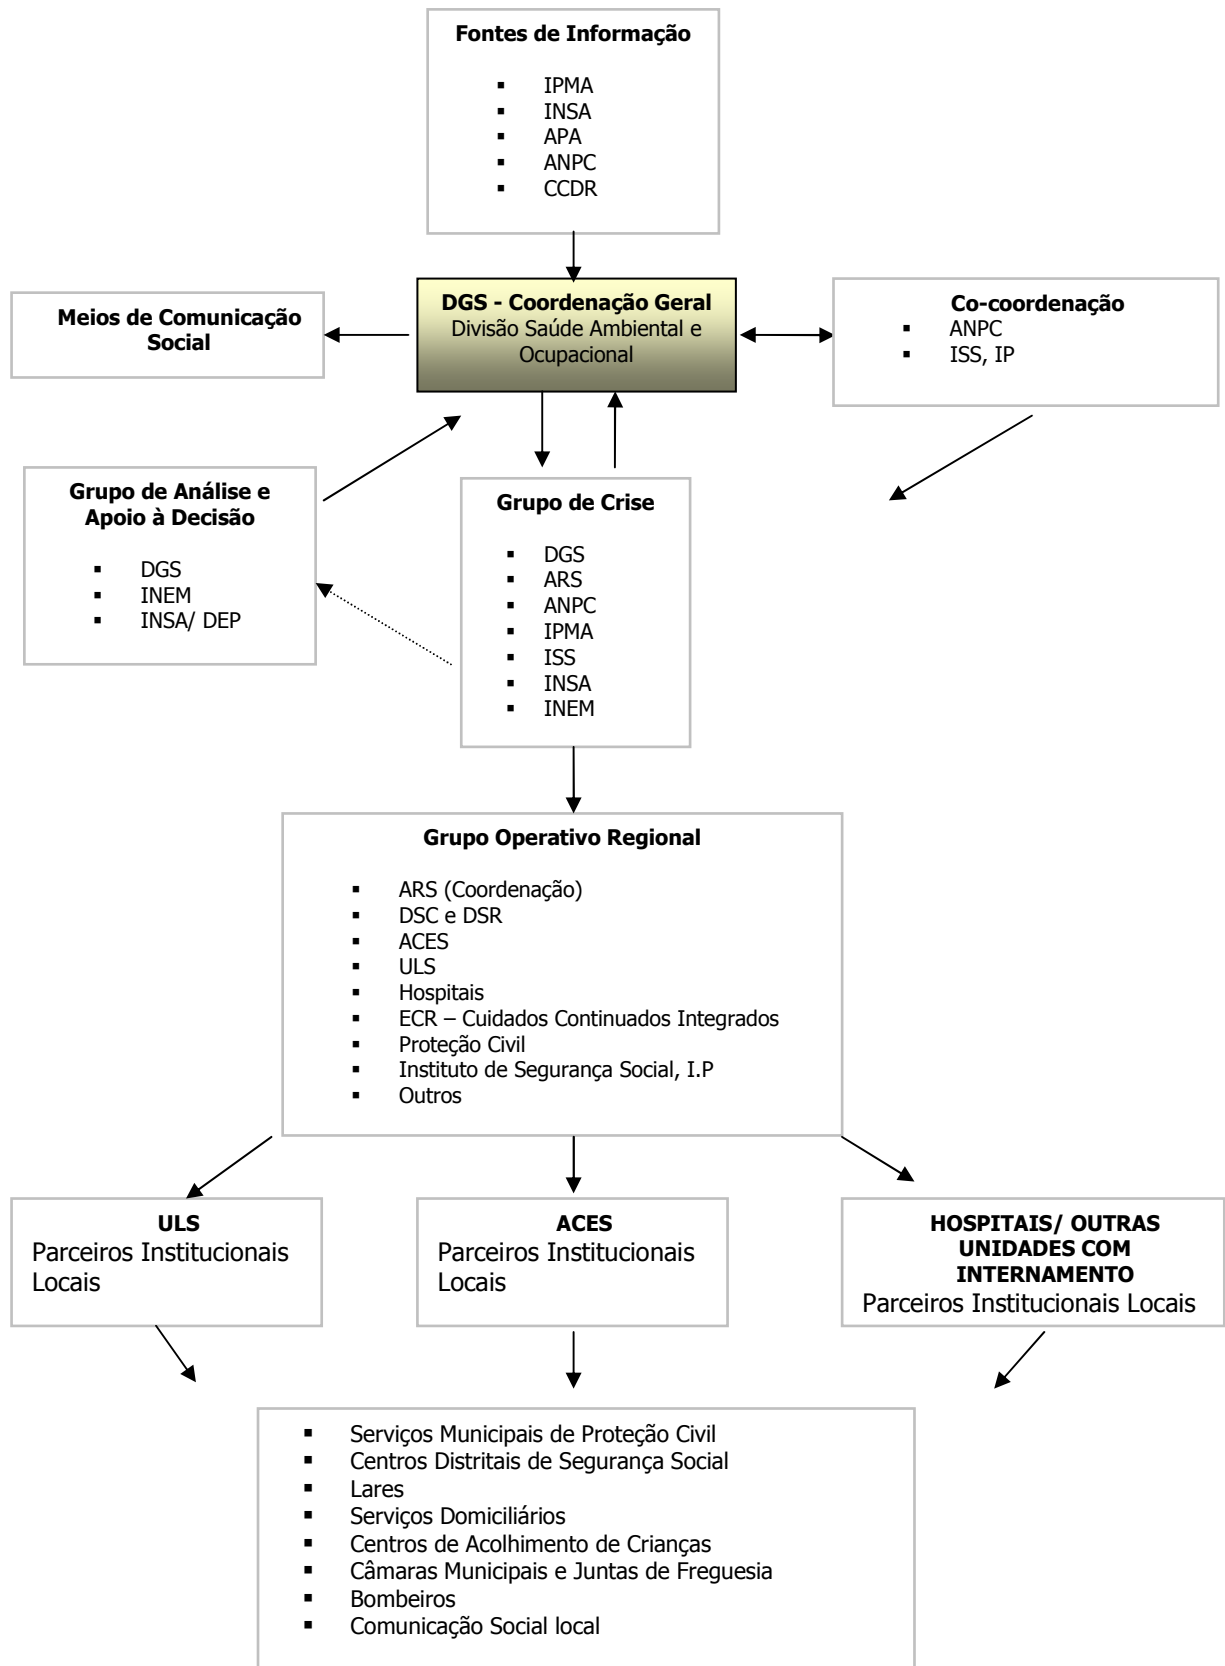 Fontes de Informação
▪ IPMA
▪ INSA
▪ APA
▪ ANPC
▪ CCDR
Meios de Comunicação
Social
DGS - Coordenação Geral
Divisão Saúde Ambiental e
Ocupacional
Co-coordenação
▪ ANPC
▪ ISS, IP
Grupo de Análise e
Apoio à Decisão
▪ DGS
▪ INEM
▪ INSA/ DEP
Grupo de Crise
▪ DGS
▪ ARS
▪ ANPC
▪ IPMA
▪ ISS
▪ INSA
▪ INEM
Grupo Operativo Regional
▪ ARS (Coordenação)
▪ DSC e DSR
▪ ACES
▪ ULS
▪ Hospitais
▪ ECR – Cuidados Continuados Integrados
▪ Proteção Civil
▪ Instituto de Segurança Social, I.P
▪ Outros
ULS
Parceiros Institucionais
Locais
ACES
Parceiros Institucionais
Locais
HOSPITAIS/ OUTRAS
UNIDADES COM
INTERNAMENTO
Parceiros Institucionais Locais
▪ Serviços Municipais de Proteção Civil
▪ Centros Distritais de Segurança Social
▪ Lares
▪ Serviços Domiciliários
▪ Centros de Acolhimento de Crianças
▪ Câmaras Municipais e Juntas de Freguesia
▪ Bombeiros
▪ Comunicação Social local